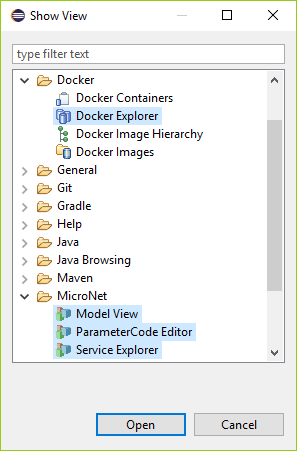 Show View
type filter text
Docker
Docker Containers
Docker Explorer
Docker Image Hierarchy
Docker Images
General
Git
Gradle
Help
Java
Java Browsing
Maven
MicroNet
Model View
ParameterCode Editor
Service Explorer
Open Cancel